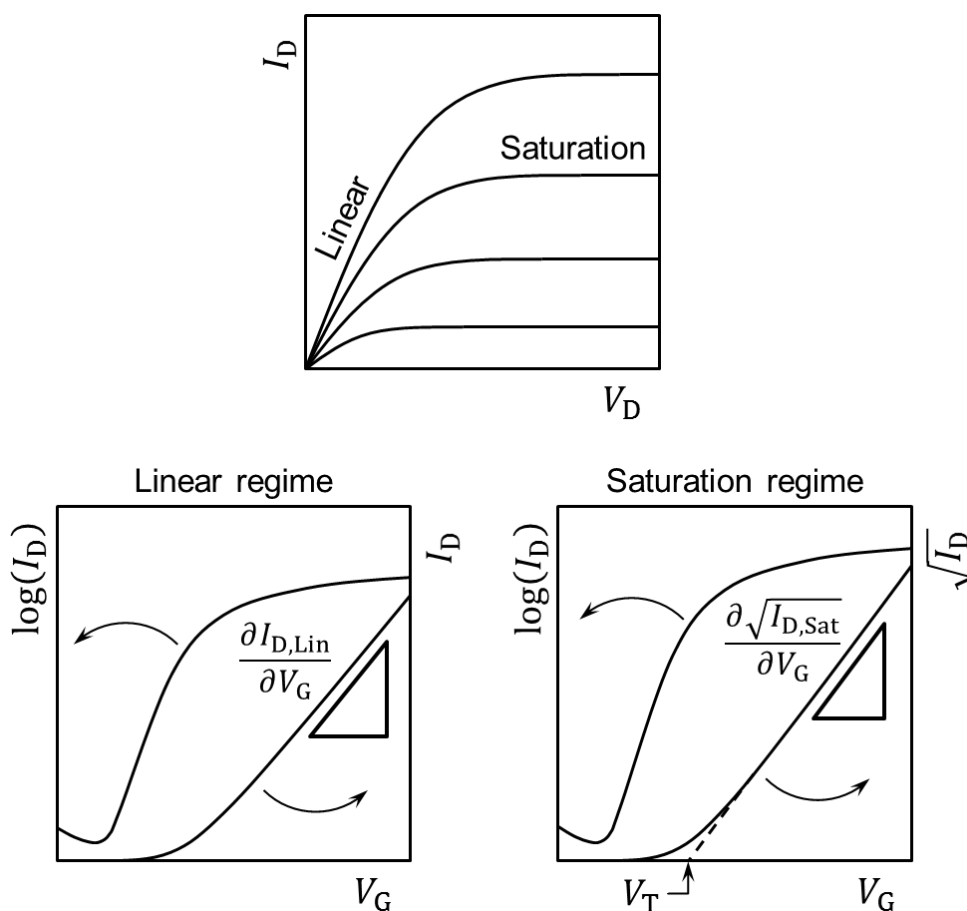 I_D
Saturation
Linear
V_D
Linear regime
log(I_D)
∂I_D,Lin
∂V_G
I_D
V_G
Saturation regime
log(I_D)
∂√I_D,Sat
∂V_G
√I_D
V_T
V_G